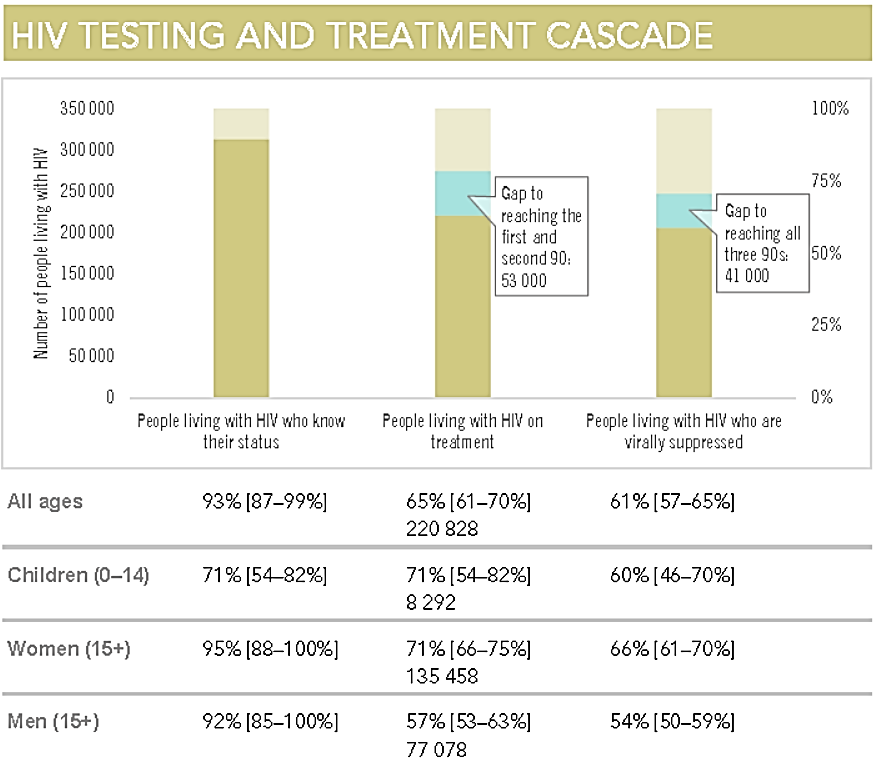 HIV TESTING AND TREATMENT CASCADE
Number of people living with HIV
350 000
300 000
250 000
200 000
150 000
100 000
50 000
0
100%
75%
50%
25%
0%
Gap to
reaching the
first and
second 90:
53 000
Gap to
reaching all
three 90s:
41 000
People living with HIV who know
their status
People living with HIV on
treatment
People living with HIV who are
virally suppressed
All ages 93% [87–99%] 65% [61–70%] 61% [57–65%]
220 828
Children (0–14) 71% [54–82%] 71% [54–82%] 60% [46–70%]
8 292
Women (15+) 95% [88–100%] 71% [66–75%] 66% [61–70%]
135 458
Men (15+) 92% [85–100%] 57% [53–63%] 54% [50–59%]
77 078